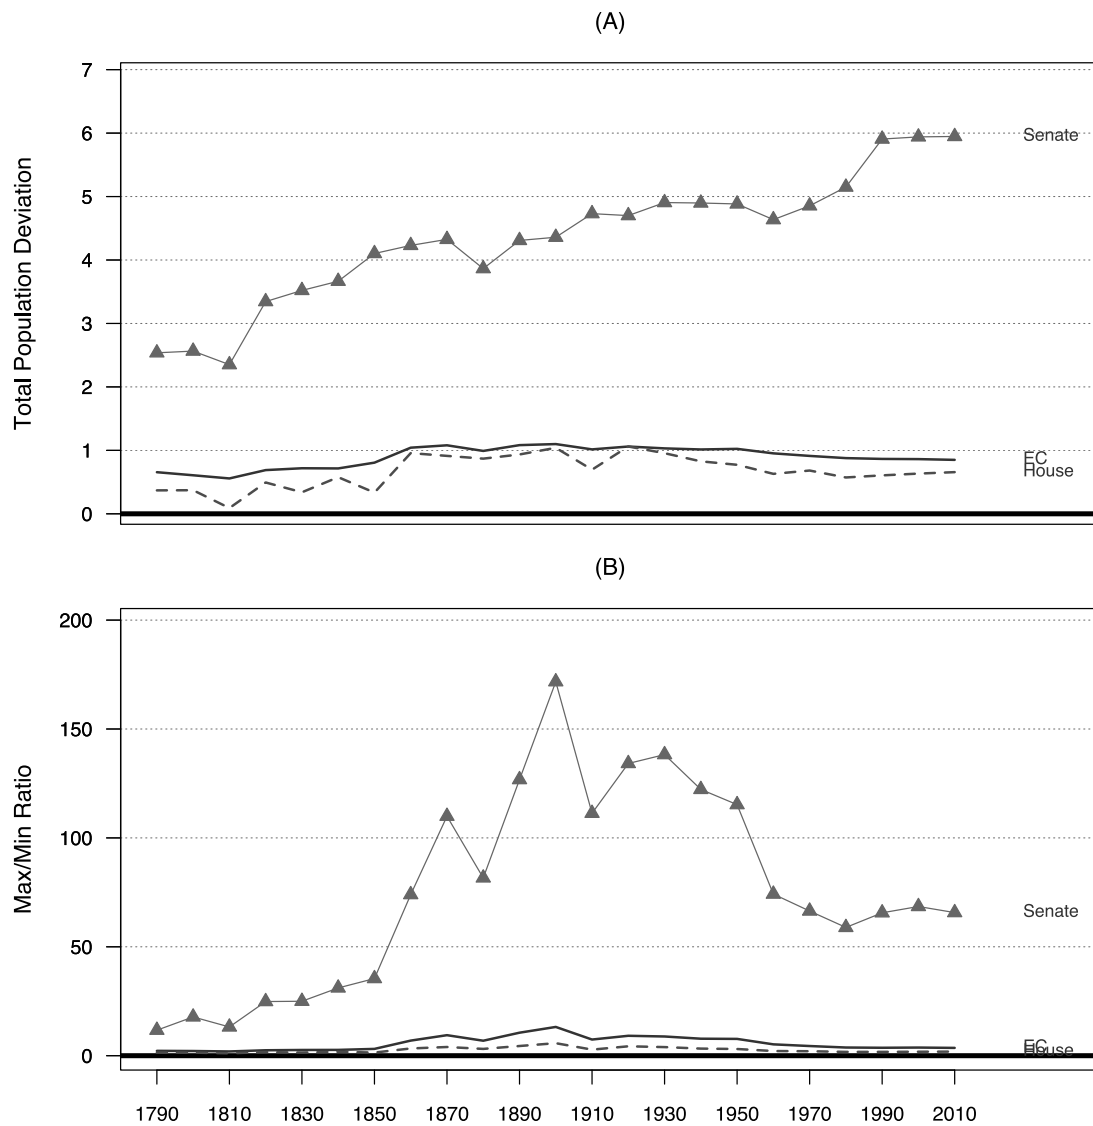 (A)
Total Population Deviation
7
6
5
4
3
2
1
0
Senate
EC
House
(B)
Max/Min Ratio
200
150
100
50
0
Senate
EC
House
1790 1810 1830 1850 1870 1890 1910 1930 1950 1970 1990 2010